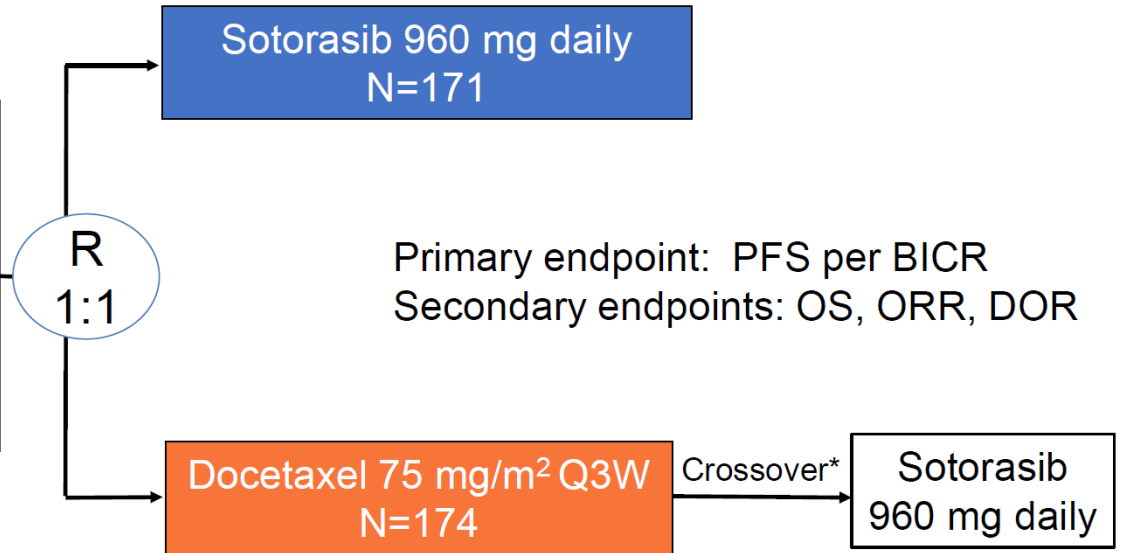 Sotorasib 960 mg daily
N=171
R
1:1
Primary endpoint:  PFS per BICR
Secondary endpoints: OS, ORR, DOR
Docetaxel 75 mg/m² Q3W
N=174
Crossover*
Sotorasib
960 mg daily